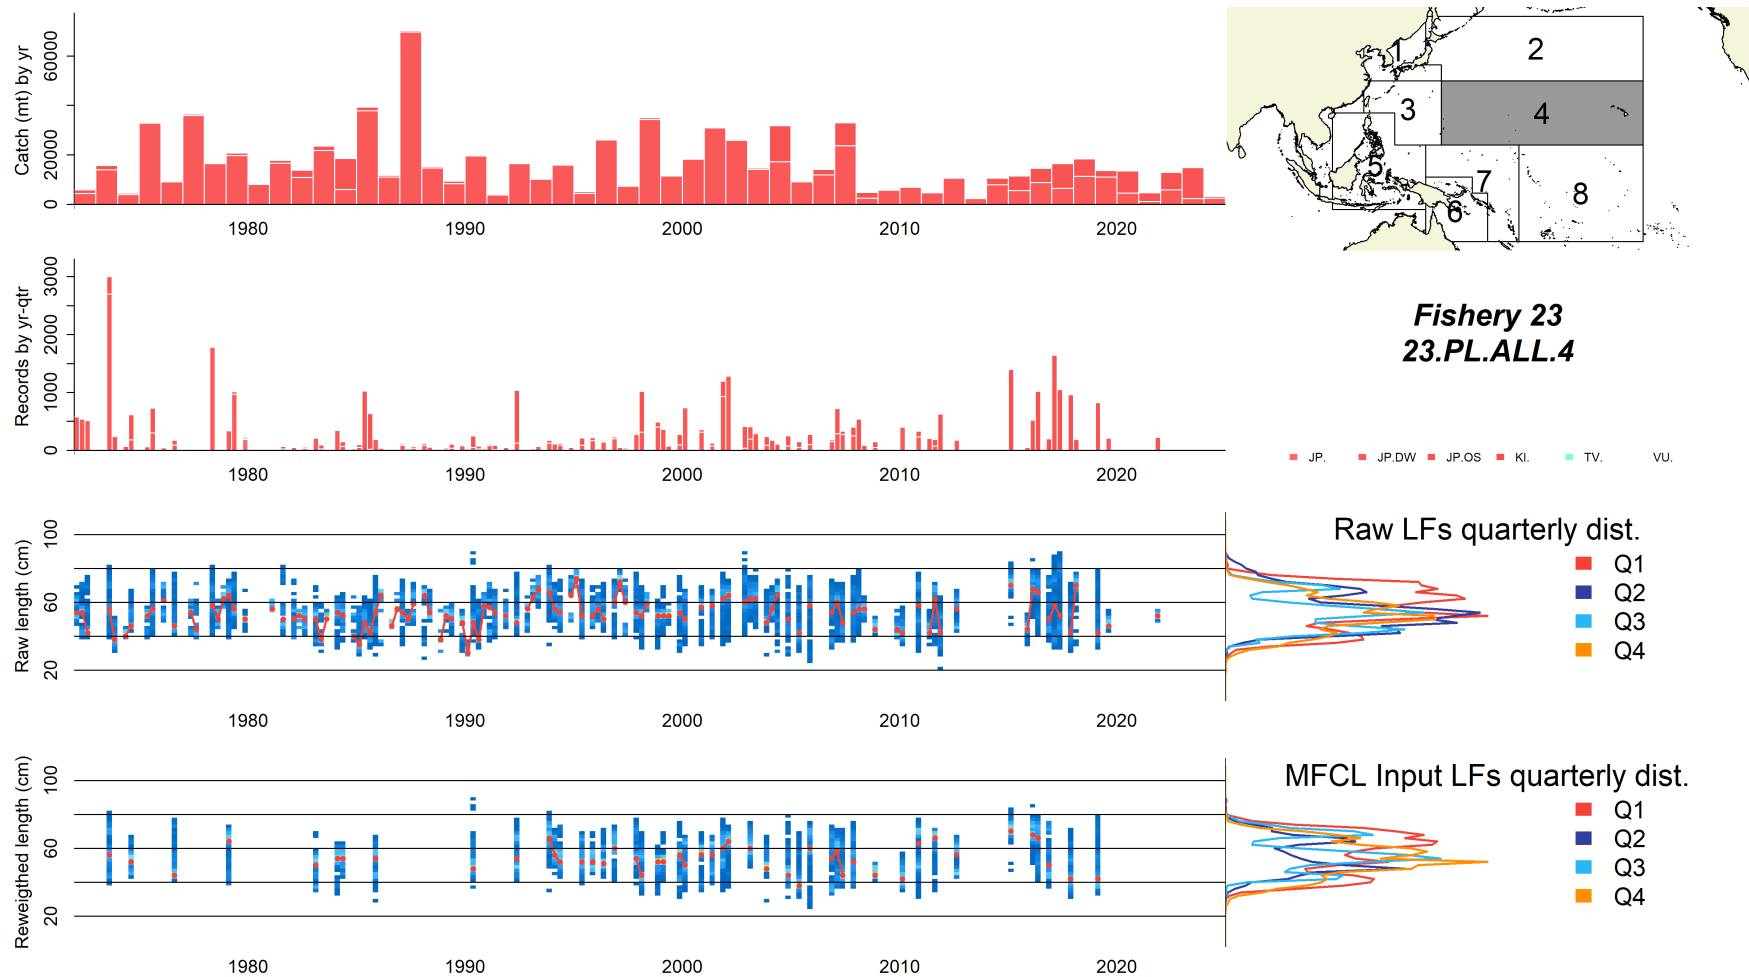 Catch (mt) by yr
60000
20000
0
1980
1990
2000
2010
2020
1
2
3
4
5
6
7
8
Records by yr-qtr
3000
2000
1000
0
1980
1990
2000
2010
2020
Fishery 23
23.PL.ALL.4
JP. JP.DW JP.OS KI. TV. VU.
Raw length (cm)
100
60
20
1980
1990
2000
2010
2020
Raw LFs quarterly dist.
Q1
Q2
Q3
Q4
Reweigthed length (cm)
100
60
20
1980
1990
2000
2010
2020
MFCL Input LFs quarterly dist.
Q1
Q2
Q3
Q4